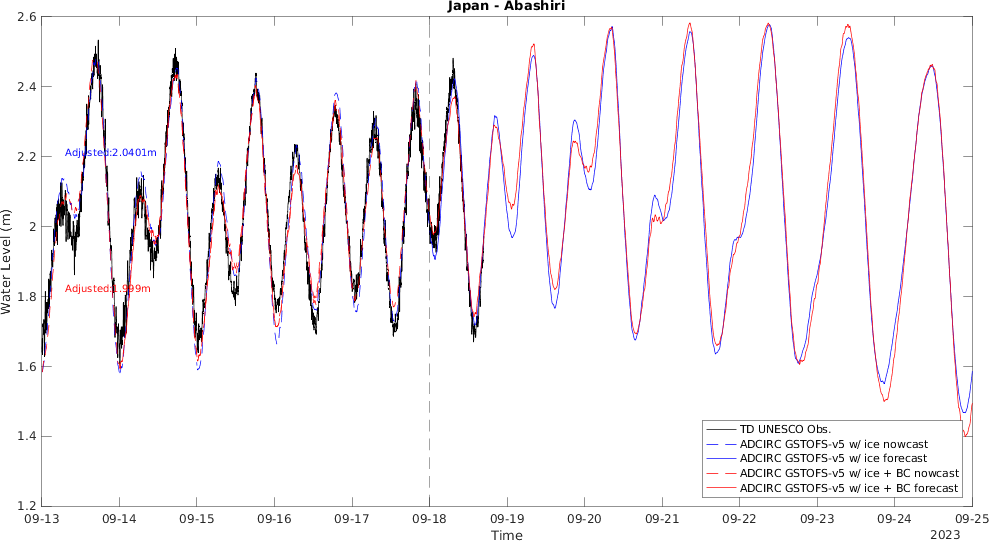 Japan - Abashiri
2.6
2.4
2.2
2
1.8
1.6
1.4
1.2
Water Level (m)
Adjusted:2.0401m
Adjusted:1.999m
TD UNESCO Obs.
ADCIRC GSTOFS-v5 w/ ice nowcast
ADCIRC GSTOFS-v5 w/ ice forecast
ADCIRC GSTOFS-v5 w/ ice + BC nowcast
ADCIRC GSTOFS-v5 w/ ice + BC forecast
09-13 09-14 09-15 09-16 09-17 09-18 09-19 09-20 09-21 09-22 09-23 09-24 09-25
Time
2023